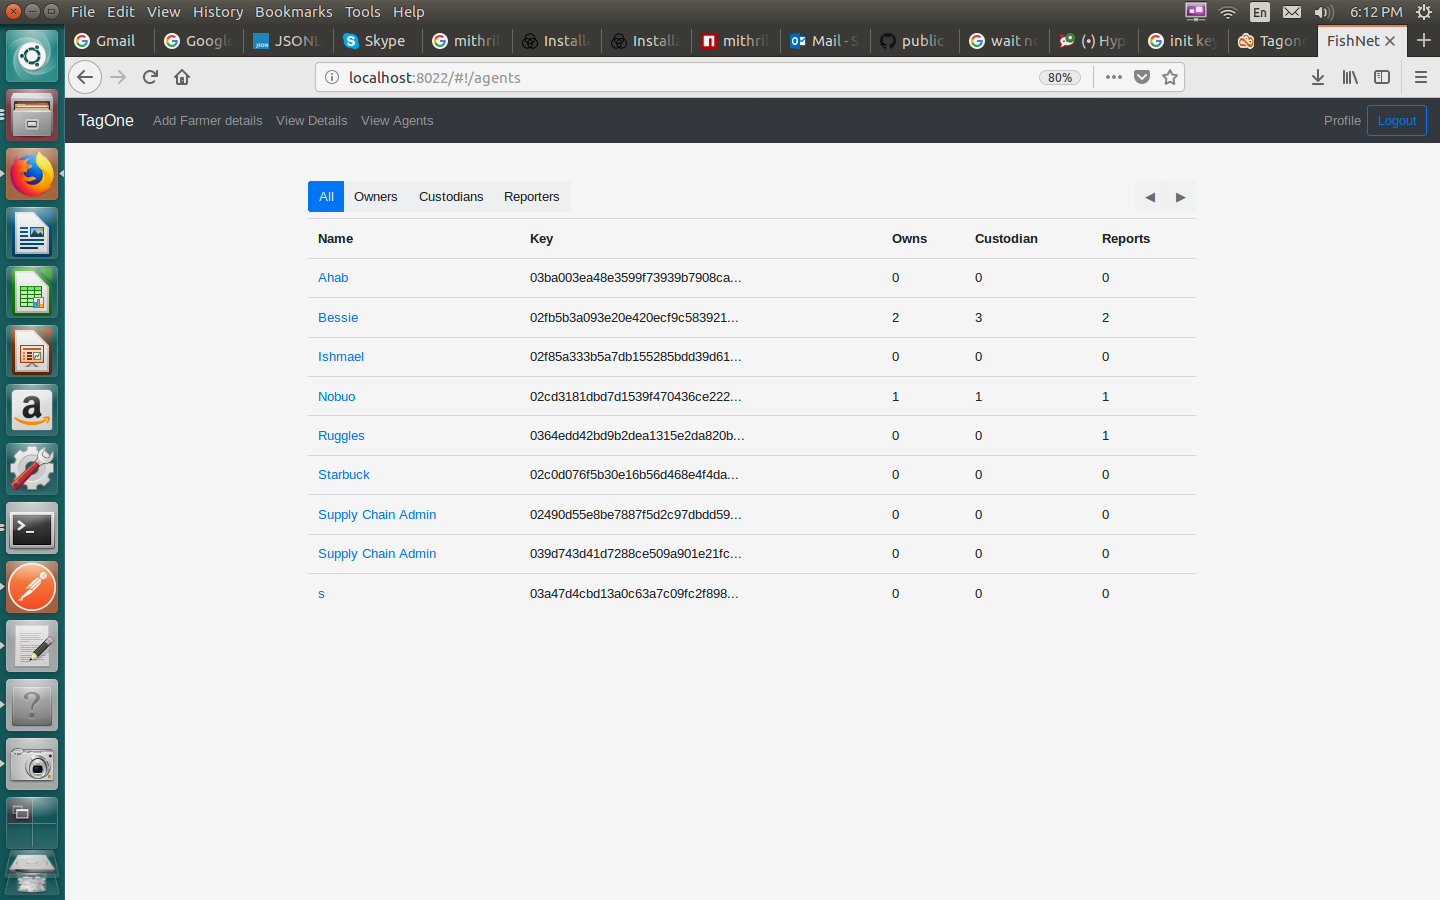 File Edit View History Bookmarks Tools Help En 6:12 PM
Gmail Google JSONL Skype mithril Installa Installa mithril Mail - S public wait no (•) Hyp init key Tagone FishNet
localhost:8022/#!/agents 80%
TagOne Add Farmer details View Details View Agents Profile Logout
All Owners Custodians Reporters ◀ ▶
Name Key Owns Custodian Reports
Ahab 03ba003ea48e3599f73939b7908ca... 0 0 0
Bessie 02fb5b3a093e20e420ecf9c583921... 2 3 2
Ishmael 02f85a333b5a7db155285bdd39d61... 0 0 0
Nobuo 02cd3181dbd7d1539f470436ce222... 1 1 1
Ruggles 0364edd42bd9b2dea1315e2da820b... 0 0 1
Starbuck 02c0d076f5b30e16b56d468e4f4da... 0 0 0
Supply Chain Admin 02490d55e8be7887f5d2c97dbdd59... 0 0 0
Supply Chain Admin 039d743d41d7288ce509a901e21fc... 0 0 0
s 03a47d4cbd13a0c63a7c09fc2f898... 0 0 0